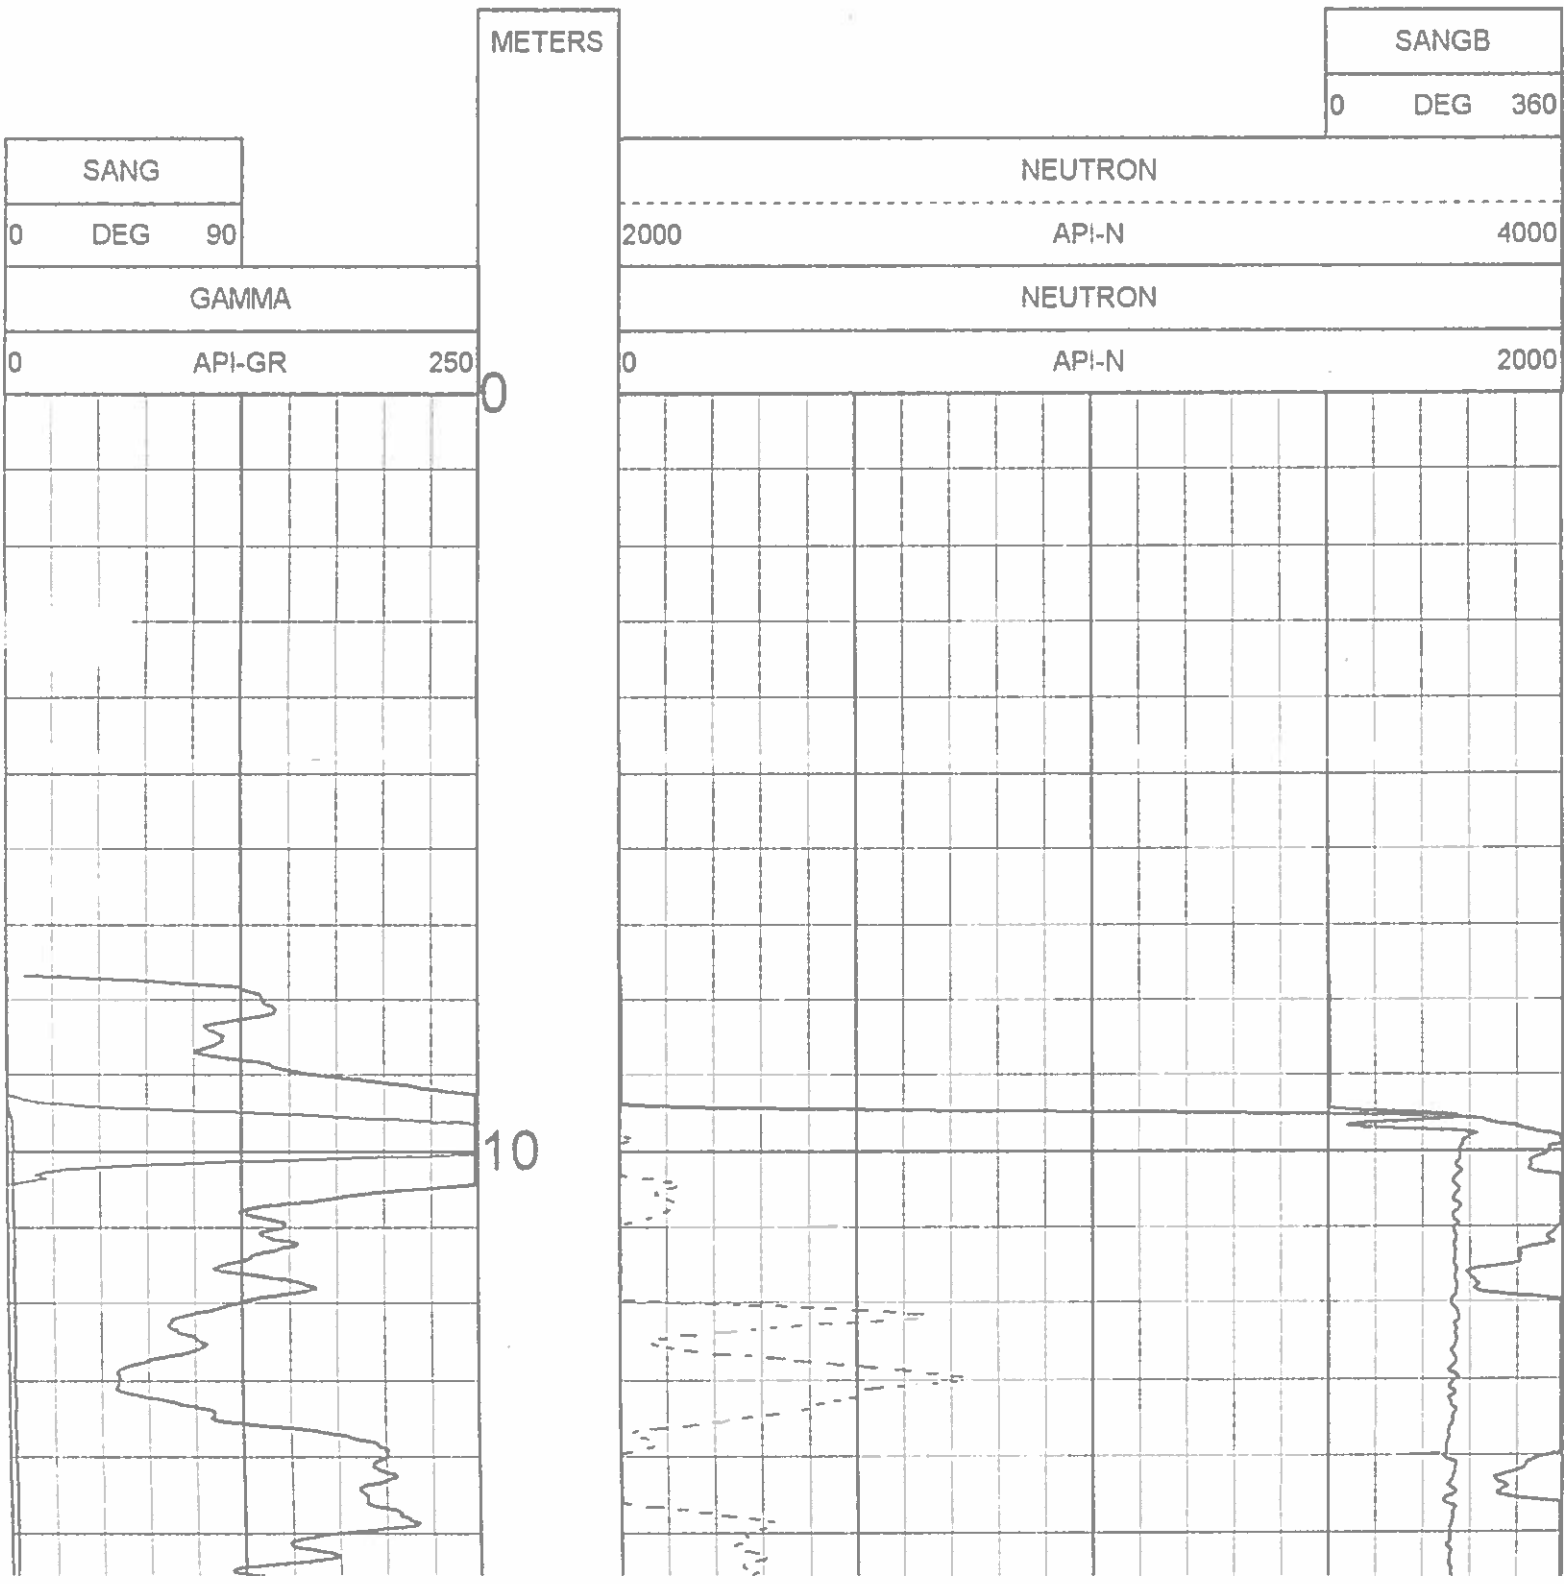 METERS
SANGB
0 DEG 360
SANG
NEUTRON
0 DEG 90
2000 API-N 4000
GAMMA
NEUTRON
0 API-GR 250
0 API-N 2000
0
10